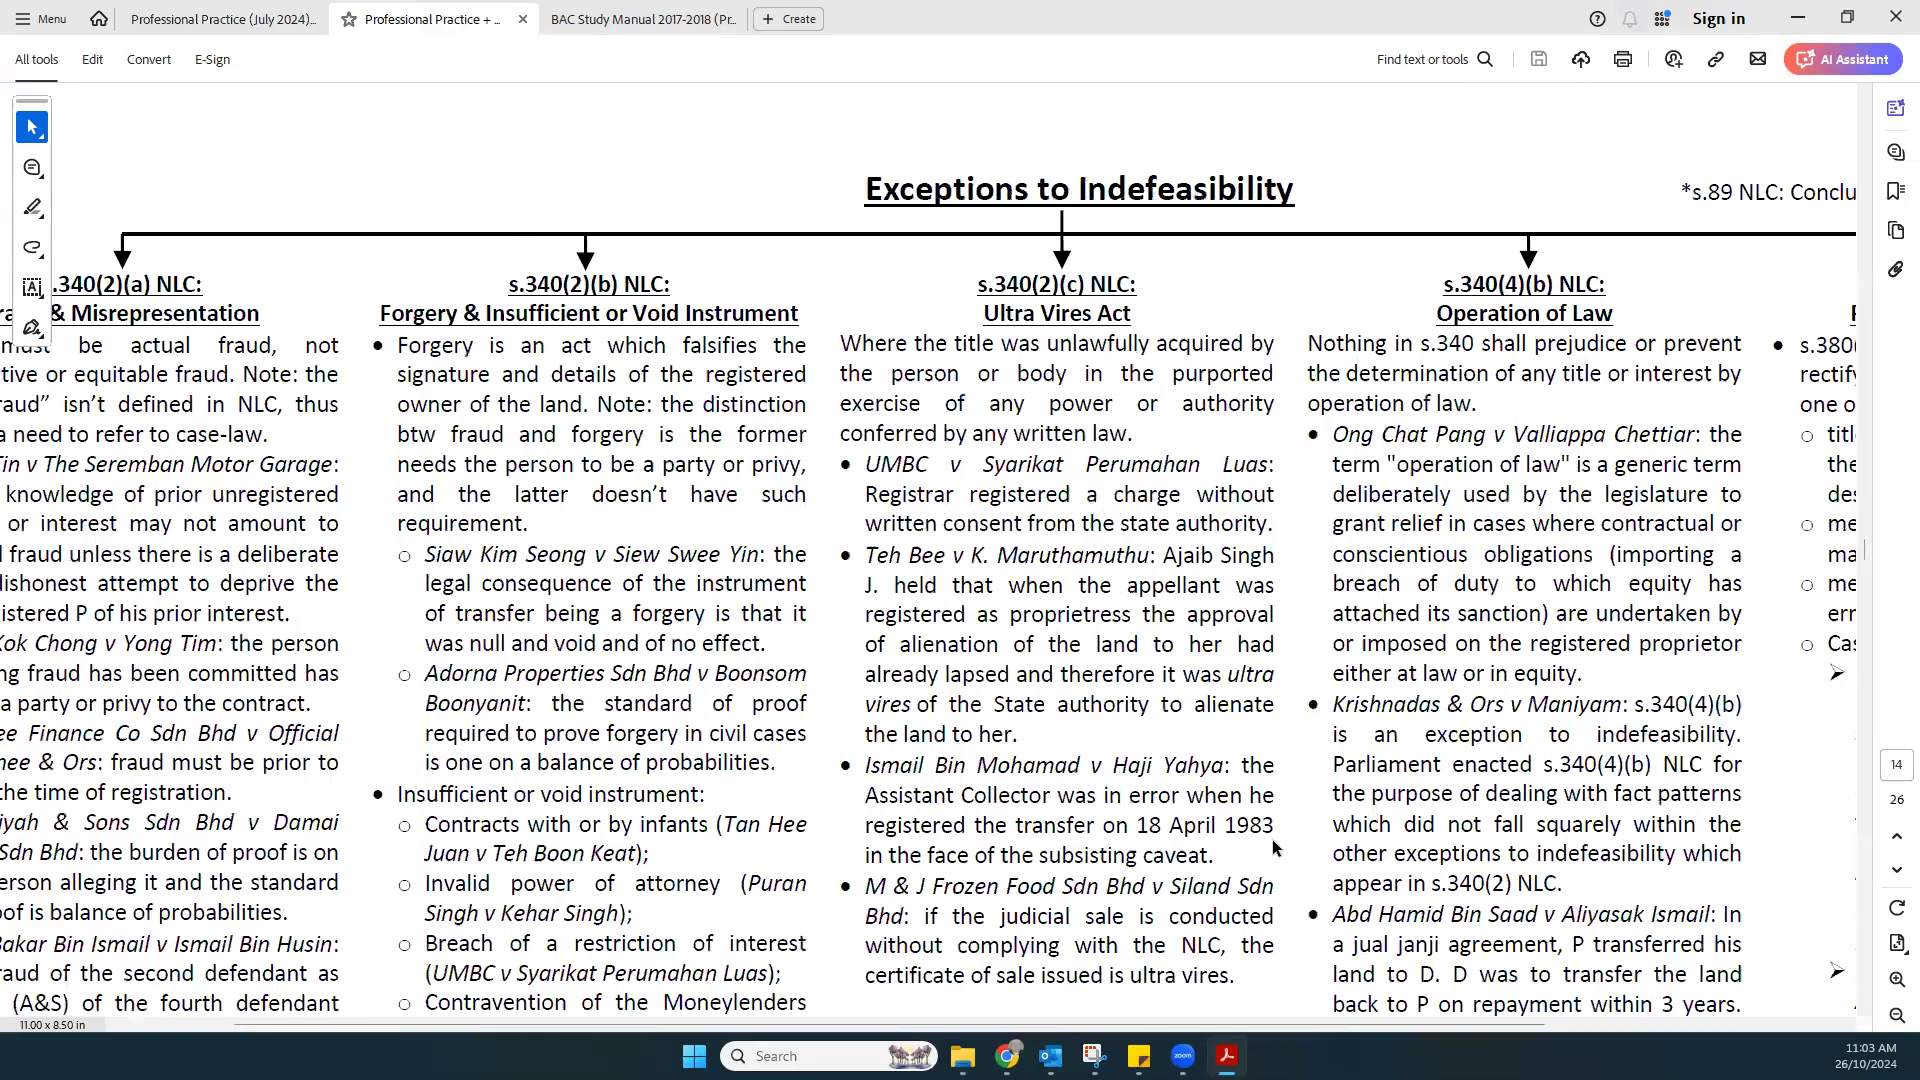 Menu
Professional Practice (July 2024)...
Professional Practice + ...
BAC Study Manual 2017-2018 (Pr...
Create
Sign in
All tools
Edit
Convert
E-Sign
Find text or tools
AI Assistant
Exceptions to Indefeasibility
*s.89 NLC: Conclu
.340(2)(a) NLC:
& Misrepresentation
must be actual fraud, not
tive or equitable fraud. Note: the
raud” isn’t defined in NLC, thus
a need to refer to case-law.
Tin v The Seremban Motor Garage:
knowledge of prior unregistered
or interest may not amount to
l fraud unless there is a deliberate
dishonest attempt to deprive the
istered P of his prior interest.
Kok Chong v Yong Tim: the person
ng fraud has been committed has
a party or privy to the contract.
ee Finance Co Sdn Bhd v Official
nee & Ors: fraud must be prior to
the time of registration.
iyah & Sons Sdn Bhd v Damai
Sdn Bhd: the burden of proof is on
erson alleging it and the standard
oof is balance of probabilities.
Bakar Bin Ismail v Ismail Bin Husin:
raud of the second defendant as
(A&S) of the fourth defendant
s.340(2)(b) NLC:
Forgery & Insufficient or Void Instrument
• Forgery is an act which falsifies the
signature and details of the registered
owner of the land. Note: the distinction
btw fraud and forgery is the former
needs the person to be a party or privy,
and the latter doesn’t have such
requirement.
○ Siaw Kim Seong v Siew Swee Yin: the
legal consequence of the instrument
of transfer being a forgery is that it
was null and void and of no effect.
○ Adorna Properties Sdn Bhd v Boonsom
Boonyanit: the standard of proof
required to prove forgery in civil cases
is one on a balance of probabilities.
• Insufficient or void instrument:
○ Contracts with or by infants (Tan Hee
Juan v Teh Boon Keat);
○ Invalid power of attorney (Puran
Singh v Kehar Singh);
○ Breach of a restriction of interest
(UMBC v Syarikat Perumahan Luas);
○ Contravention of the Moneylenders
s.340(2)(c) NLC:
Ultra Vires Act
Where the title was unlawfully acquired by
the person or body in the purported
exercise of any power or authority
conferred by any written law.
• UMBC v Syarikat Perumahan Luas:
Registrar registered a charge without
written consent from the state authority.
• Teh Bee v K. Maruthamuthu: Ajaib Singh
J. held that when the appellant was
registered as proprietress the approval
of alienation of the land to her had
already lapsed and therefore it was ultra
vires of the State authority to alienate
the land to her.
• Ismail Bin Mohamad v Haji Yahya: the
Assistant Collector was in error when he
registered the transfer on 18 April 1983
in the face of the subsisting caveat.
• M & J Frozen Food Sdn Bhd v Siland Sdn
Bhd: if the judicial sale is conducted
without complying with the NLC, the
certificate of sale issued is ultra vires.
s.340(4)(b) NLC:
Operation of Law
Nothing in s.340 shall prejudice or prevent
the determination of any title or interest by
operation of law.
• Ong Chat Pang v Valliappa Chettiar: the
term "operation of law" is a generic term
deliberately used by the legislature to
grant relief in cases where contractual or
conscientious obligations (importing a
breach of duty to which equity has
attached its sanction) are undertaken by
or imposed on the registered proprietor
either at law or in equity.
• Krishnadas & Ors v Maniyam: s.340(4)(b)
is an exception to indefeasibility.
Parliament enacted s.340(4)(b) NLC for
the purpose of dealing with fact patterns
which did not fall squarely within the
other exceptions to indefeasibility which
appear in s.340(2) NLC.
• Abd Hamid Bin Saad v Aliyasak Ismail: In
a jual janji agreement, P transferred his
land to D. D was to transfer the land
back to P on repayment within 3 years.
• s.380(
rectify
one o
○ titl
the
des
○ me
ma
○ me
err
○ Cas
14
26
11.00 x 8.50 in
Search
zoom
11:03 AM
26/10/2024